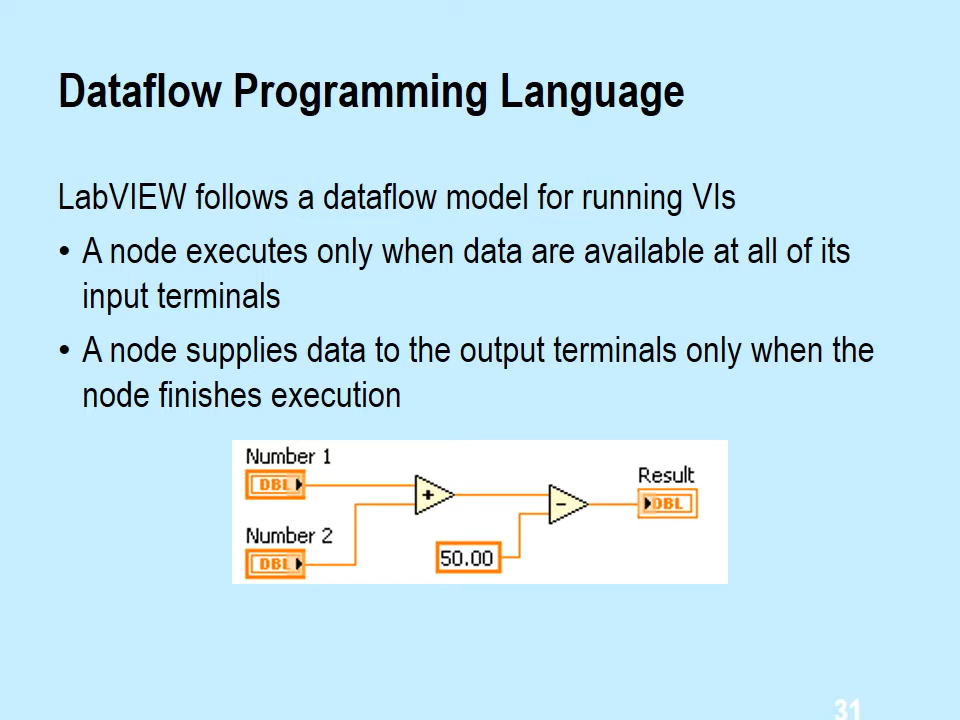 Dataflow Programming Language
LabVIEW follows a dataflow model for running VIs
• A node executes only when data are available at all of its
input terminals
• A node supplies data to the output terminals only when the
node finishes execution
Number 1
DBL
+
Number 2
DBL
50.00
−
Result
DBL
31